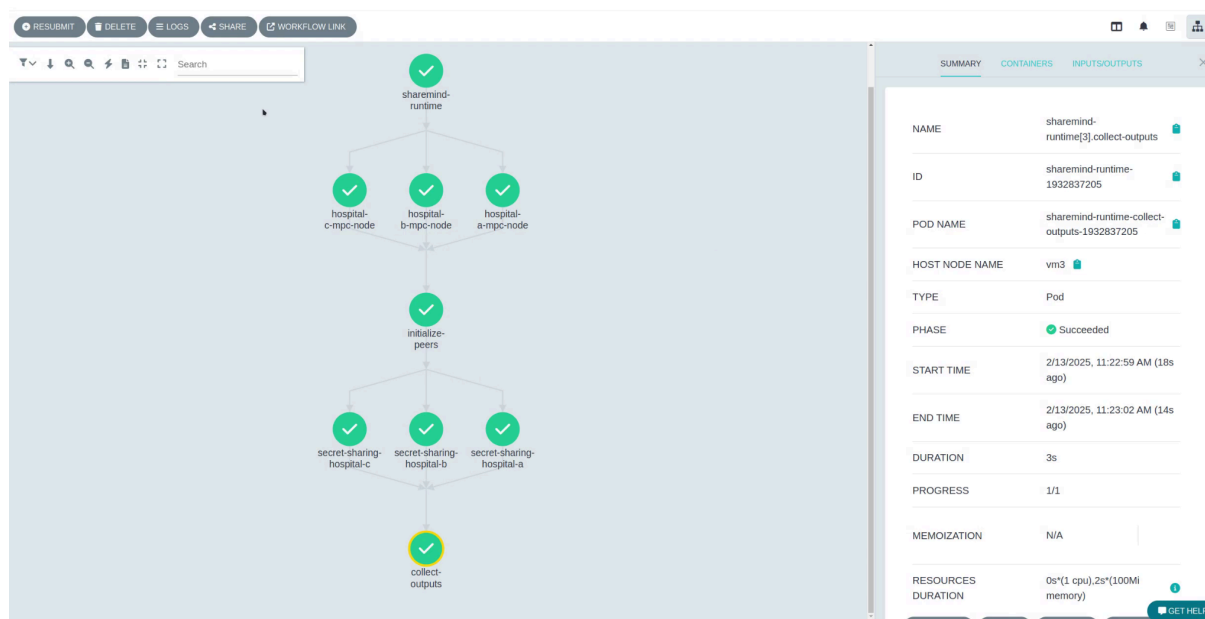 RESUBMIT DELETE LOGS SHARE WORKFLOW LINK
Search
sharemind-
runtime
hospital-
c-mpc-node
hospital-
b-mpc-node
hospital-
a-mpc-node
initialize-
peers
secret-sharing-
hospital-c
secret-sharing-
hospital-b
secret-sharing-
hospital-a
collect-
outputs
SUMMARY CONTAINERS INPUTS/OUTPUTS
NAME
sharemind-
runtime[3].collect-outputs
ID
sharemind-runtime-
1932837205
POD NAME
sharemind-runtime-collect-
outputs-1932837205
HOST NODE NAME vm3
TYPE Pod
PHASE Succeeded
START TIME
2/13/2025, 11:22:59 AM (18s
ago)
END TIME
2/13/2025, 11:23:02 AM (14s
ago)
DURATION 3s
PROGRESS 1/1
MEMOIZATION N/A
RESOURCES
DURATION
0s*(1 cpu),2s*(100Mi
memory)
GET HELP